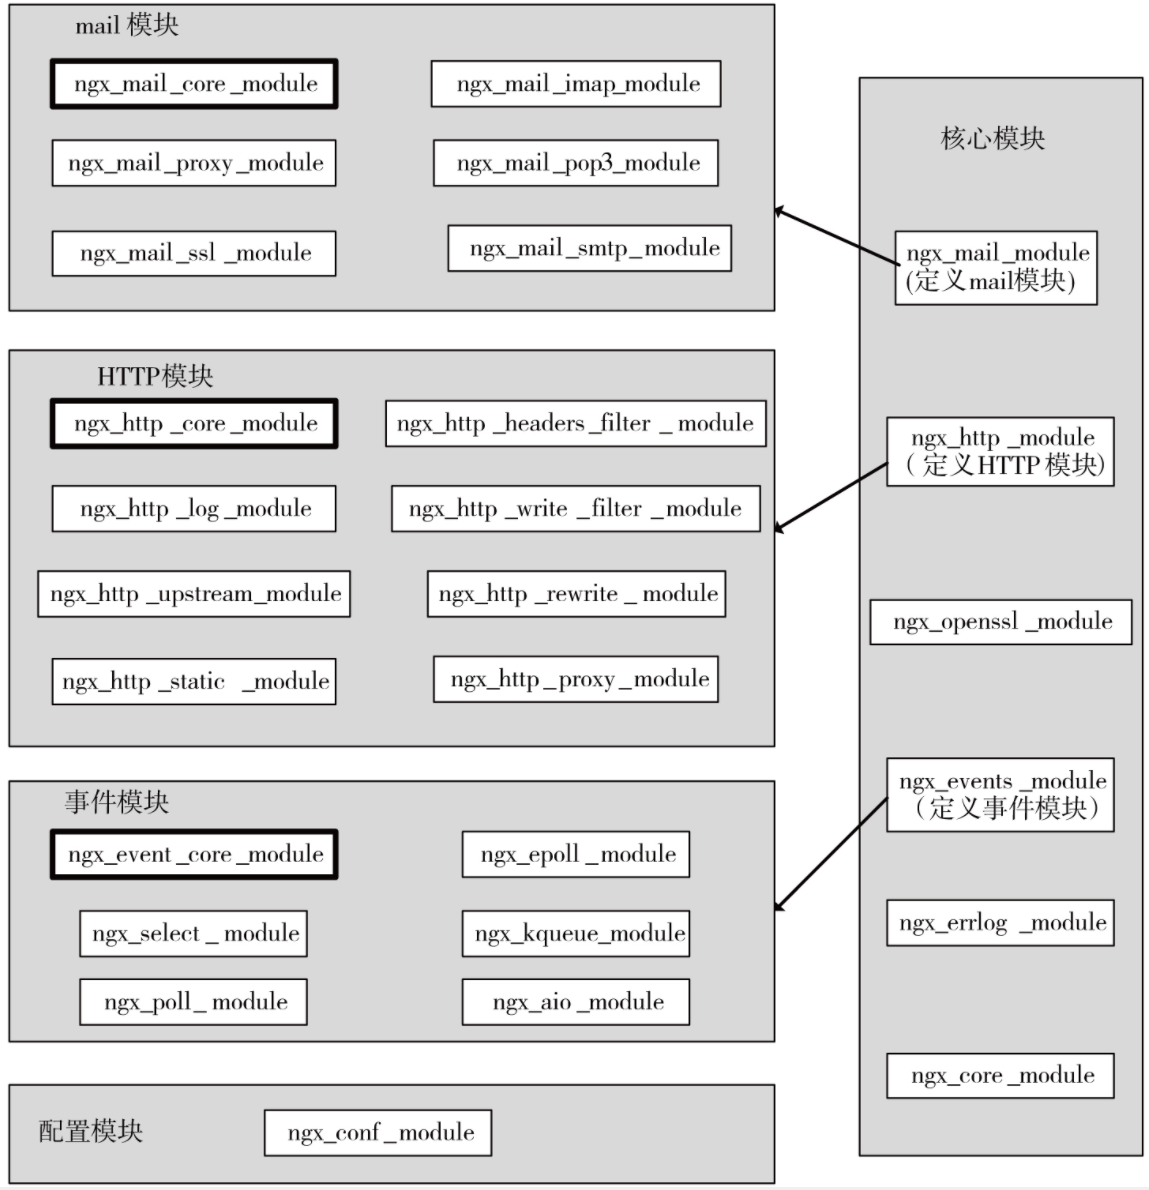 mail 模块
ngx_mail_core_module
ngx_mail_imap_module
ngx_mail_proxy_module
ngx_mail_pop3_module
ngx_mail_ssl_module
ngx_mail_smtp_module
HTTP模块
ngx_http_core_module
ngx_http_headers_filter_module
ngx_http_log_module
ngx_http_write_filter_module
ngx_http_upstream_module
ngx_http_rewrite_module
ngx_http_static_module
ngx_http_proxy_module
事件模块
ngx_event_core_module
ngx_epoll_module
ngx_select_module
ngx_kqueue_module
ngx_poll_module
ngx_aio_module
配置模块
ngx_conf_module
核心模块
ngx_mail_module
(定义mail模块)
ngx_http_module
（定义HTTP模块)
ngx_openssl_module
ngx_events_module
（定义事件模块）
ngx_errlog_module
ngx_core_module